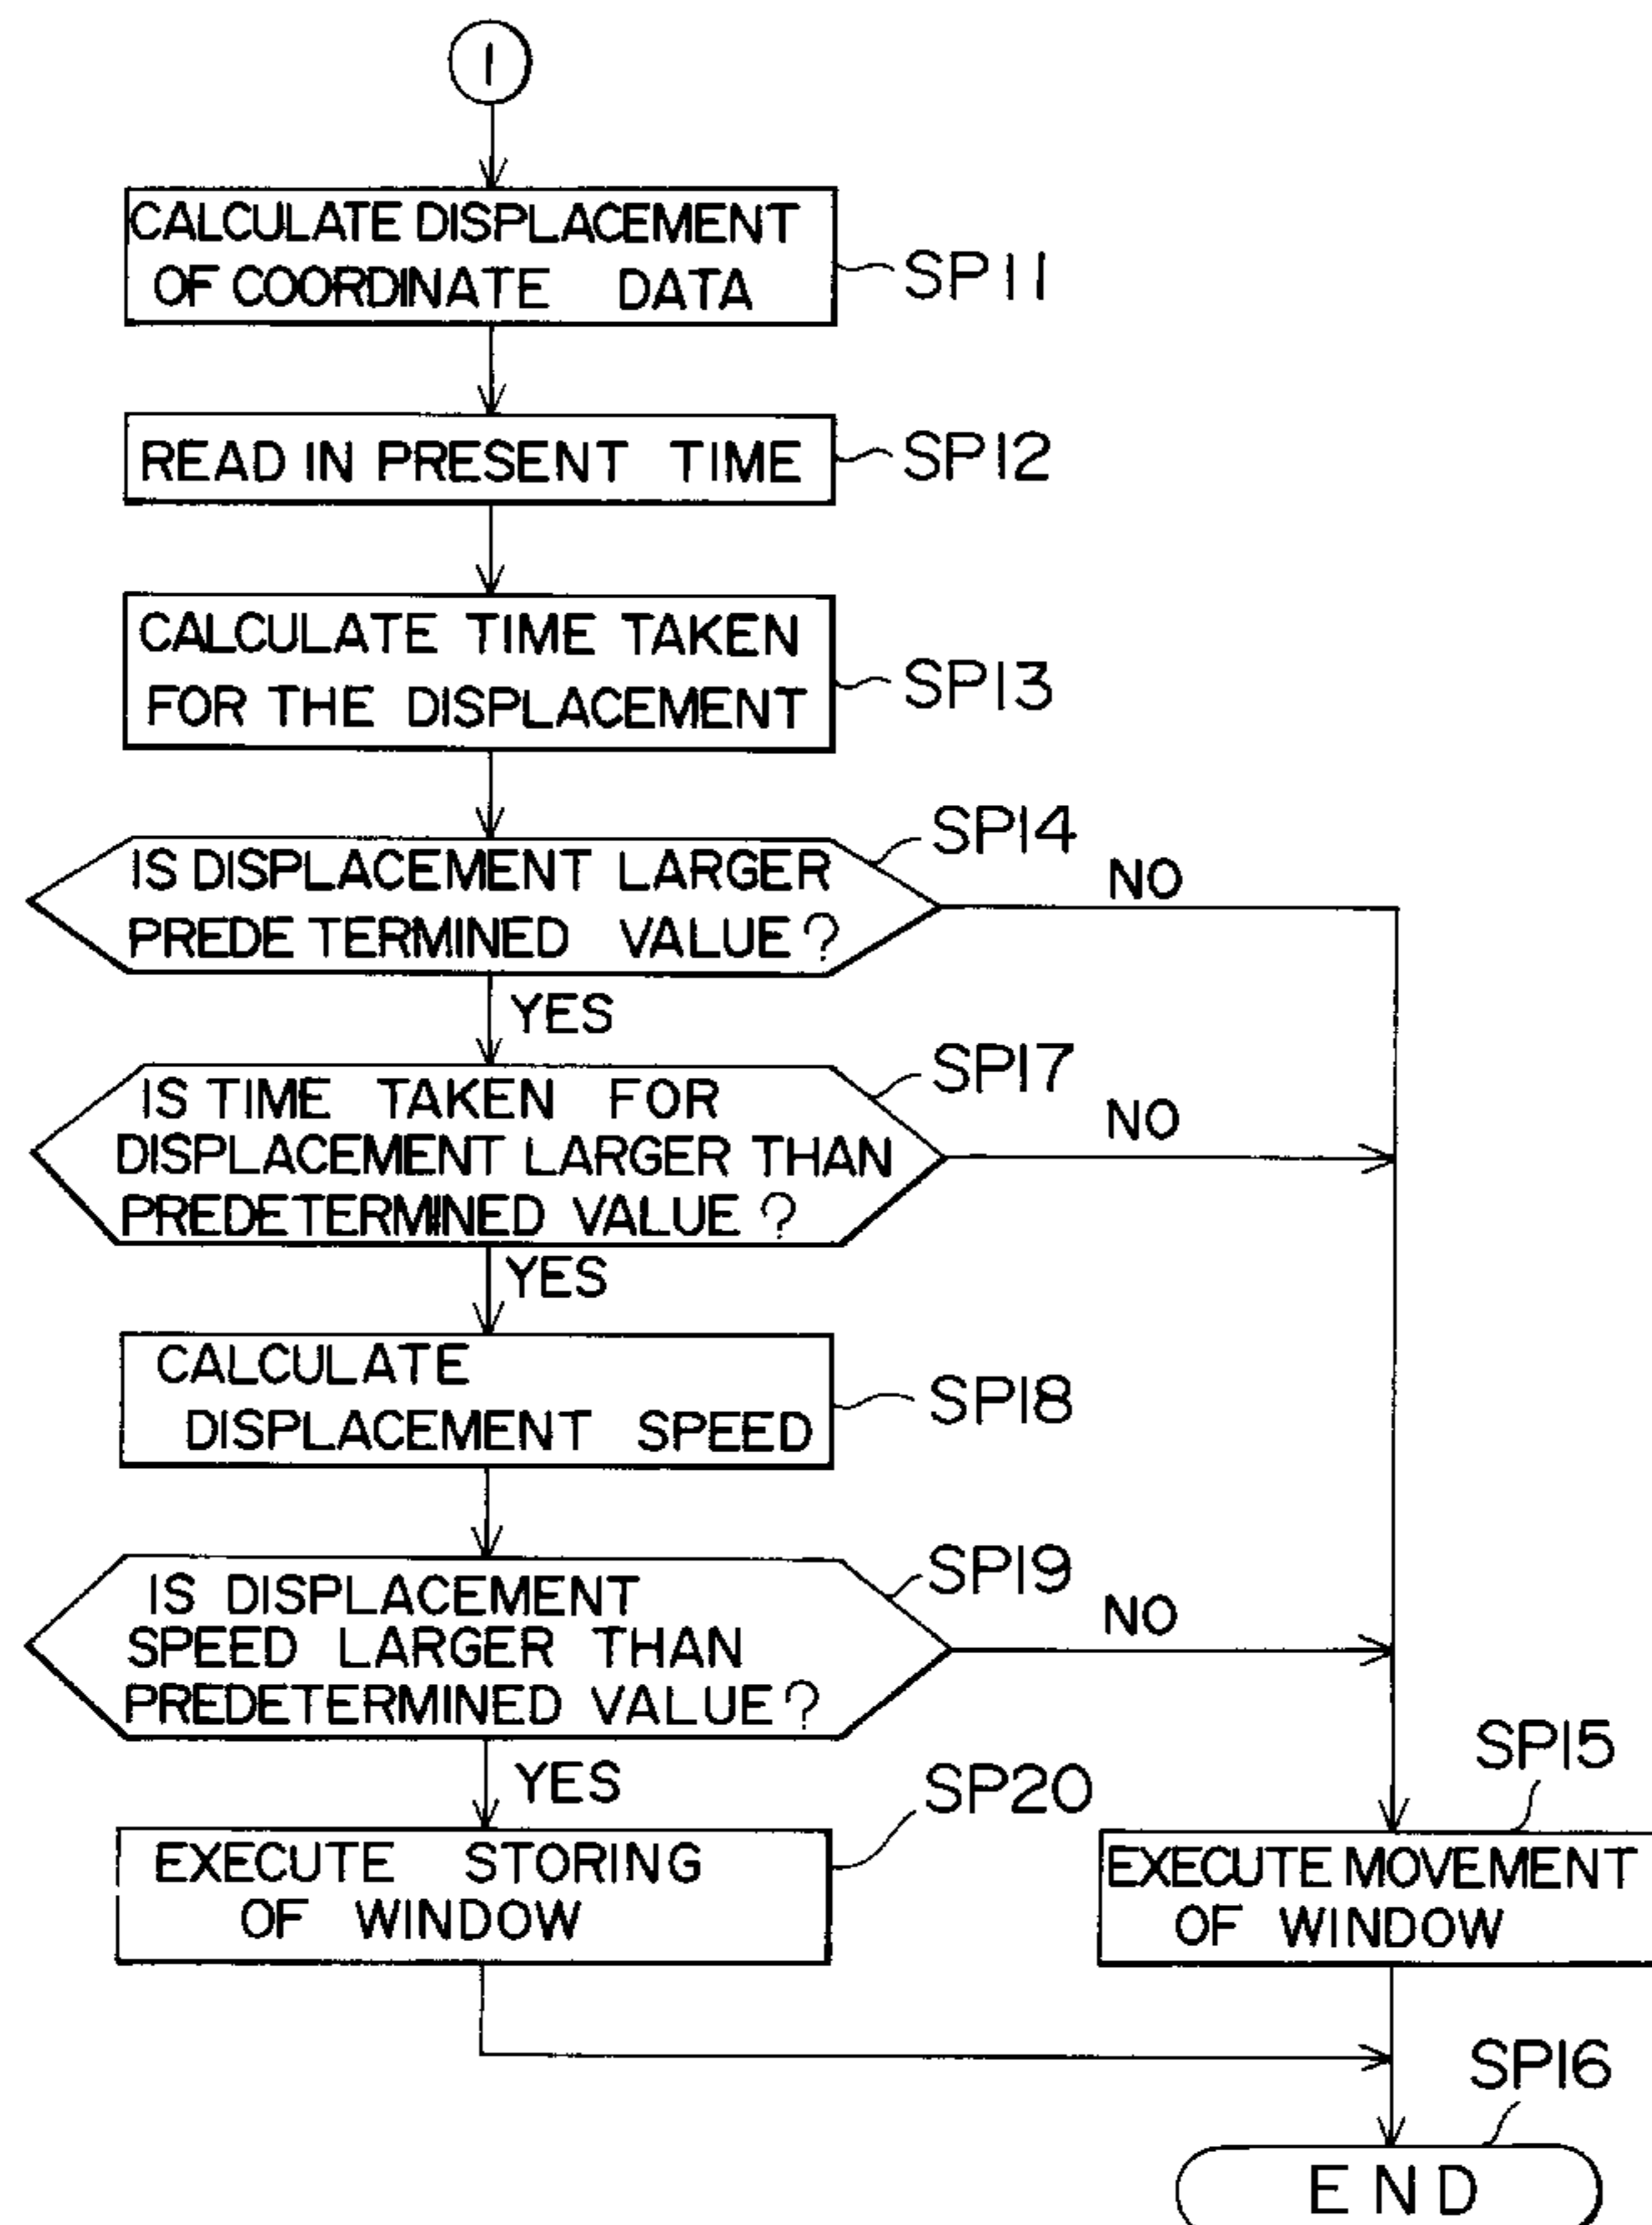 1
CALCULATE DISPLACEMENT
OF COORDINATE DATA
SP11
READ IN PRESENT TIME
SP12
CALCULATE TIME TAKEN
FOR THE DISPLACEMENT
SP13
SP14
IS DISPLACEMENT LARGER
PREDETERMINED VALUE?
NO
YES
SP17
IS TIME TAKEN FOR
DISPLACEMENT LARGER THAN
PREDETERMINED VALUE?
NO
YES
CALCULATE
DISPLACEMENT SPEED
SP18
SP19
IS DISPLACEMENT
SPEED LARGER THAN
PREDETERMINED VALUE?
NO
YES
SP20
EXECUTE STORING
OF WINDOW
SP15
EXECUTE MOVEMENT
OF WINDOW
SP16
END